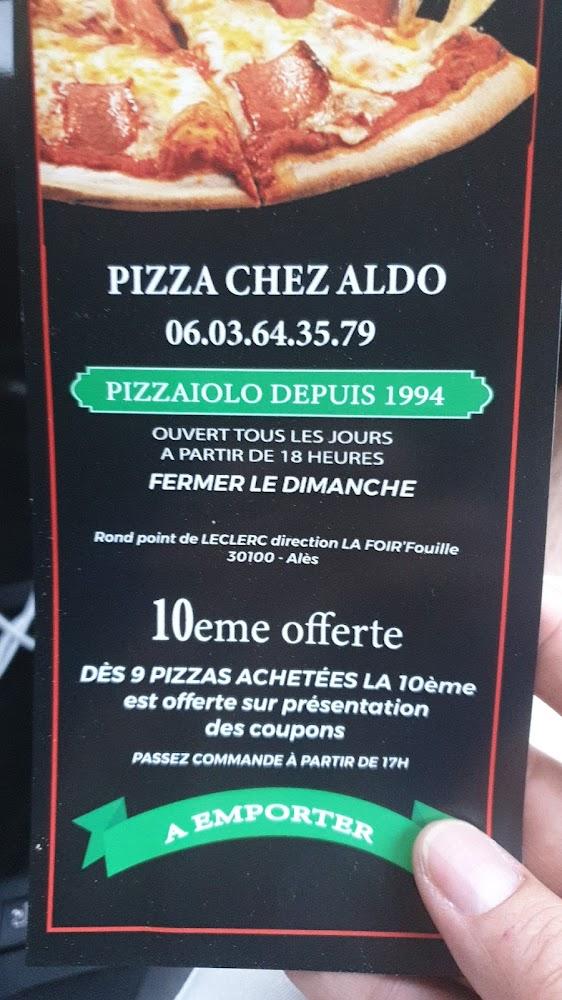 PIZZA CHEZ ALDO
06.03.64.35.79
PIZZAIOLO DEPUIS 1994
OUVERT TOUS LES JOURS
A PARTIR DE 18 HEURES
FERMER LE DIMANCHE
Rond point de LECLERC direction LA FOIR'Fouille
30100 - Alès
10eme offerte
DÈS 9 PIZZAS ACHETÉES LA 10ème
est offerte sur présentation
des coupons
PASSEZ COMMANDE À PARTIR DE 17H
A EMPORTER